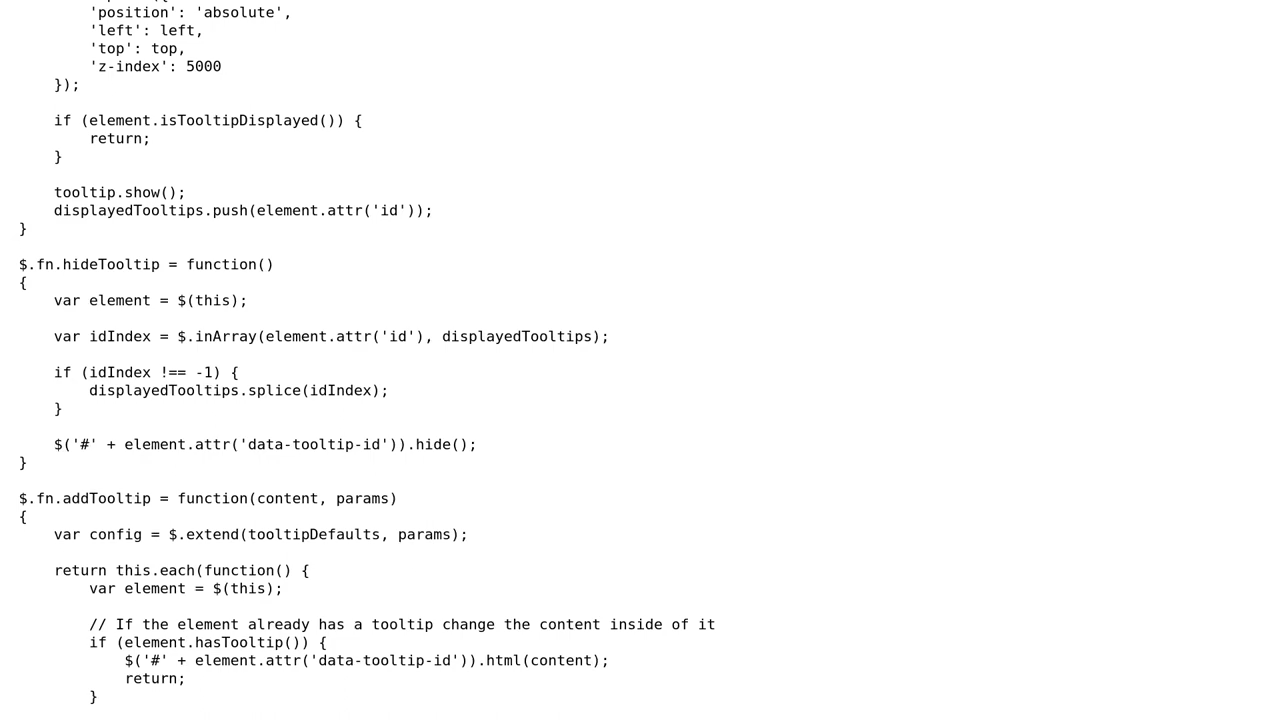 'position': 'absolute',
'left': left,
'top': top,
'z-index': 5000
});
if (element.isTooltipDisplayed()) {
return;
}
tooltip.show();
displayedTooltips.push(element.attr('id'));
}
$.fn.hideTooltip = function()
{
var element = $(this);
var idIndex = $.inArray(element.attr('id'), displayedTooltips);
if (idIndex !== -1) {
displayedTooltips.splice(idIndex);
}
$('#' + element.attr('data-tooltip-id')).hide();
}
$.fn.addTooltip = function(content, params)
{
var config = $.extend(tooltipDefaults, params);
return this.each(function() {
var element = $(this);
// If the element already has a tooltip change the content inside of it
if (element.hasTooltip()) {
$('#' + element.attr('data-tooltip-id')).html(content);
return;
}